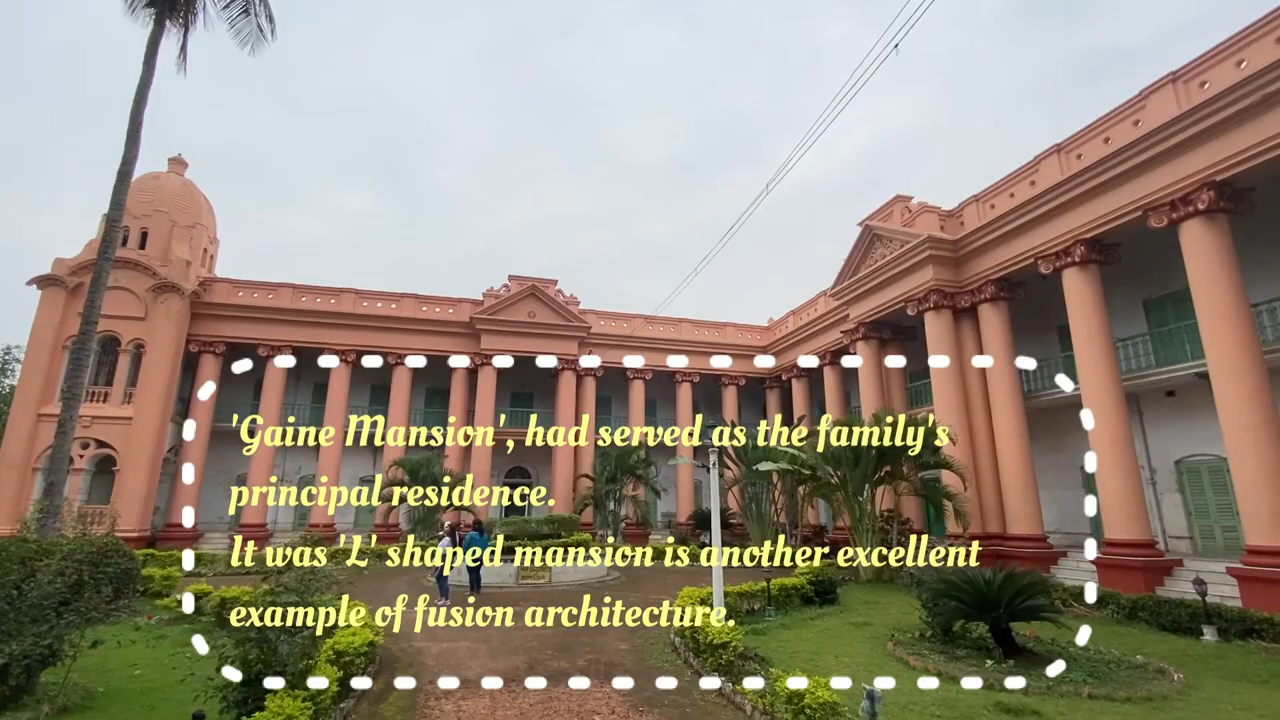 'Gaine Mansion', had served as the family's
principal residence.
It was 'L' shaped mansion is another excellent
example of fusion architecture.